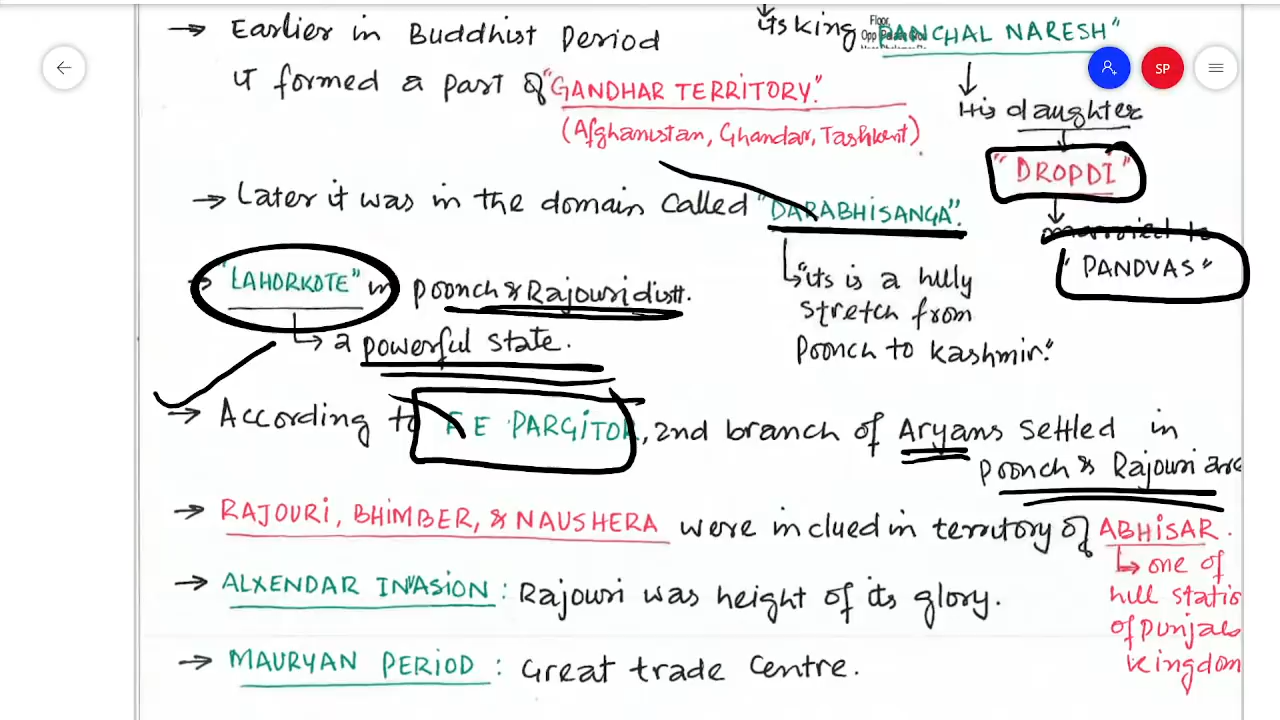 → Earlier in Buddhist Period
its king "PANCHAL NARESH"
Floor,
SP
it formed a part of "GANDHAR TERRITORY."
(Afghanistan, Ghandar, Tashkent).
His daughter
"DROPDI"
married to
"PANDVAS"
→ Later it was in the domain called "DARABHISANGA".
"its is a hilly
stretch from
Poonch to Kashmir."
→ "LAHORKOTE" in Poonch & Rajouri distt.
a powerful state.
→ According to F E PARGITOR, 2nd branch of Aryans settled in
Poonch & Rajouri are
→ RAJOURI, BHIMBER, & NAUSHERA were inclued in territory of ABHISAR.
one of
hill statio
of Punjab
Kingdom
→ ALXENDAR INVASION: Rajouri was height of its glory.
→ MAURYAN PERIOD: Great trade Centre.